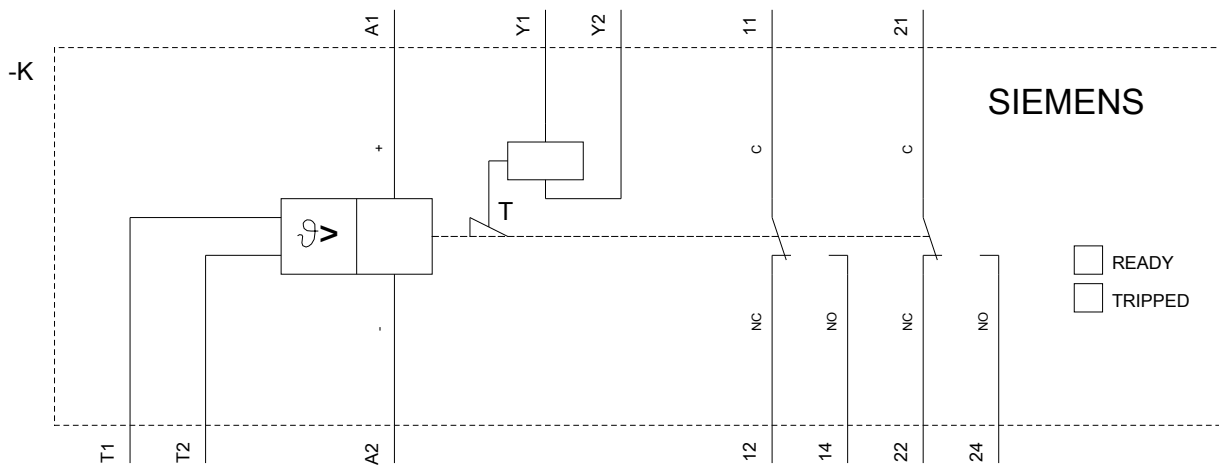 A1
Y1
Y2
11
21
-K
SIEMENS
+
C
C
T
ϑ>
READY
TRIPPED
-
NC
NO
NC
NO
T1
T2
A2
12
14
22
24